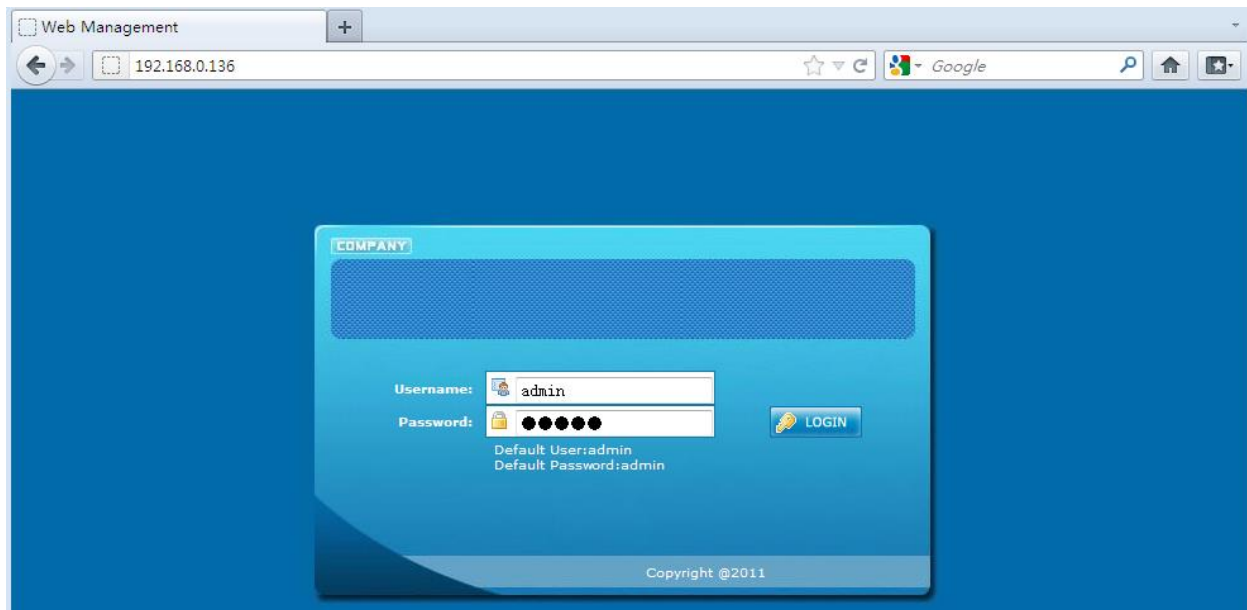 Web Management
192.168.0.136
Google
COMPANY
Username: admin
Password: ●●●●●
LOGIN
Default User:admin
Default Password:admin
Copyright @2011